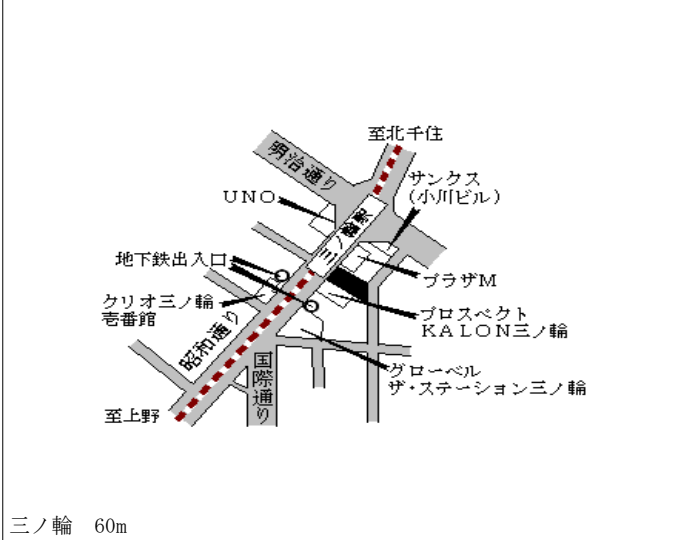 至北千住
明治通り
サンクス
(小川ビル)
UNO
三ノ輪駅
地下鉄出入口
プラザM
クリオ三ノ輪
壱番館
プロスペクト
KALON三ノ輪
昭和通り
国際通り
グローベル
ザ・ステーション三ノ輪
至上野
三ノ輪　60m